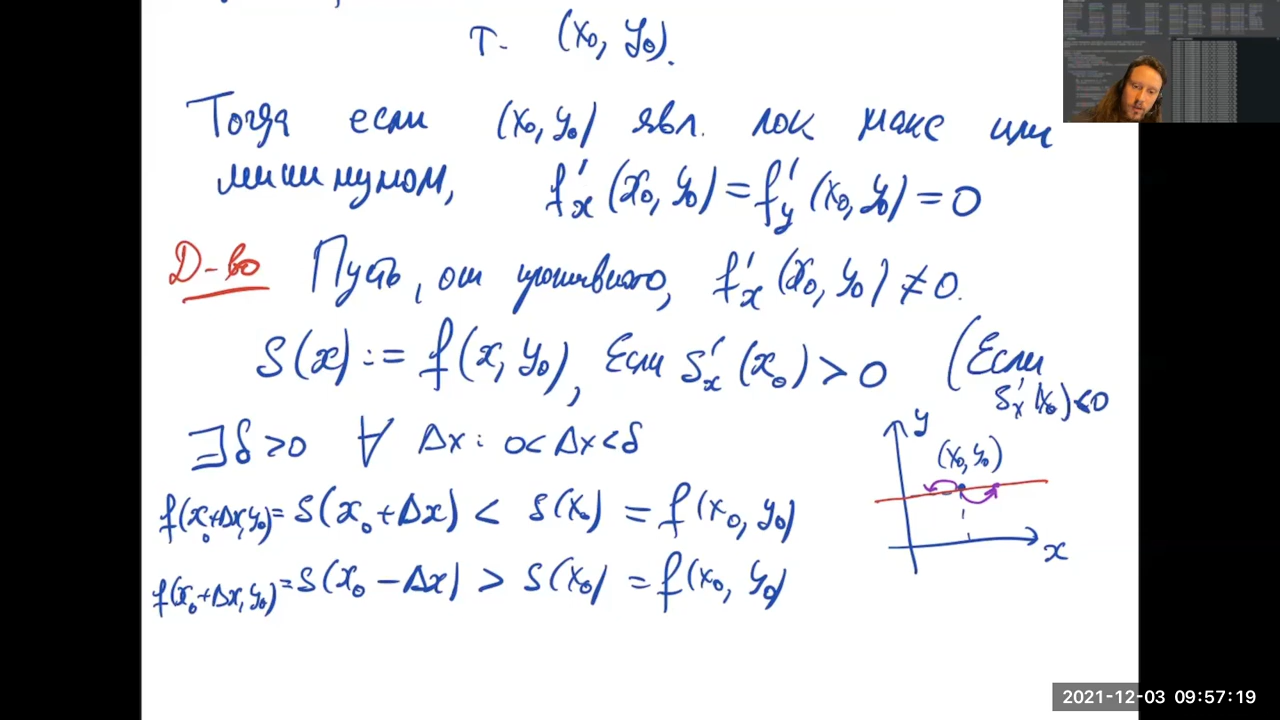 т. (x₀, y₀).
Тогда если (x₀, y₀) явл. лок макс или
минимумом, f'ₓ (x₀, y₀) = f'ᵧ (x₀, y₀) = 0
Д-во Пусть, от противного, f'ₓ (x₀, y₀) ≠ 0.
S(x) := f(x, y₀), Если S'ₓ (x₀) > 0 (Если
S'ₓ (x₀) < 0
∃δ > 0 ∀ Δx : 0 < Δx < δ
f(x₀+Δx, y₀) = S(x₀ + Δx) < S(x₀) = f(x₀, y₀)
f(x₀+Δx, y₀) = S(x₀ − Δx) > S(x₀) = f(x₀, y₀)
y
(x₀, y₀)
x
2021-12-03 09:57:19